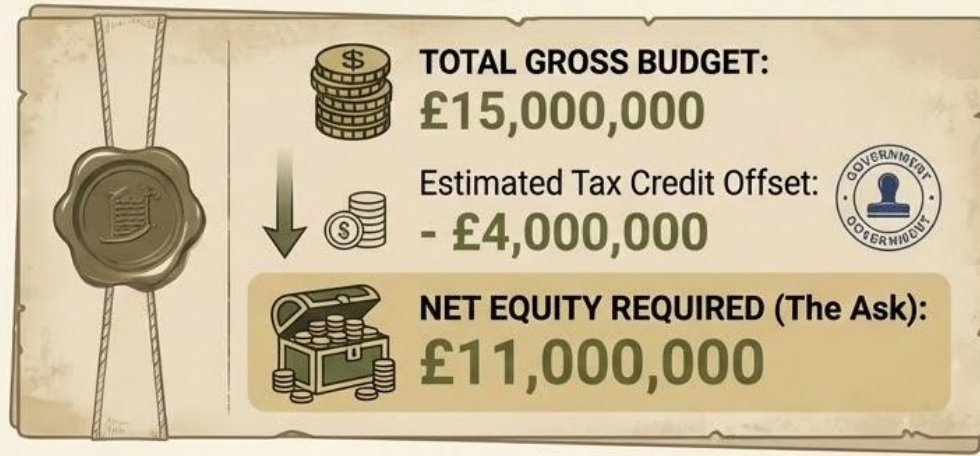 TOTAL GROSS BUDGET:
£15,000,000
Estimated Tax Credit Offset:
- £4,000,000
NET EQUITY REQUIRED (The Ask):
£11,000,000
$
$